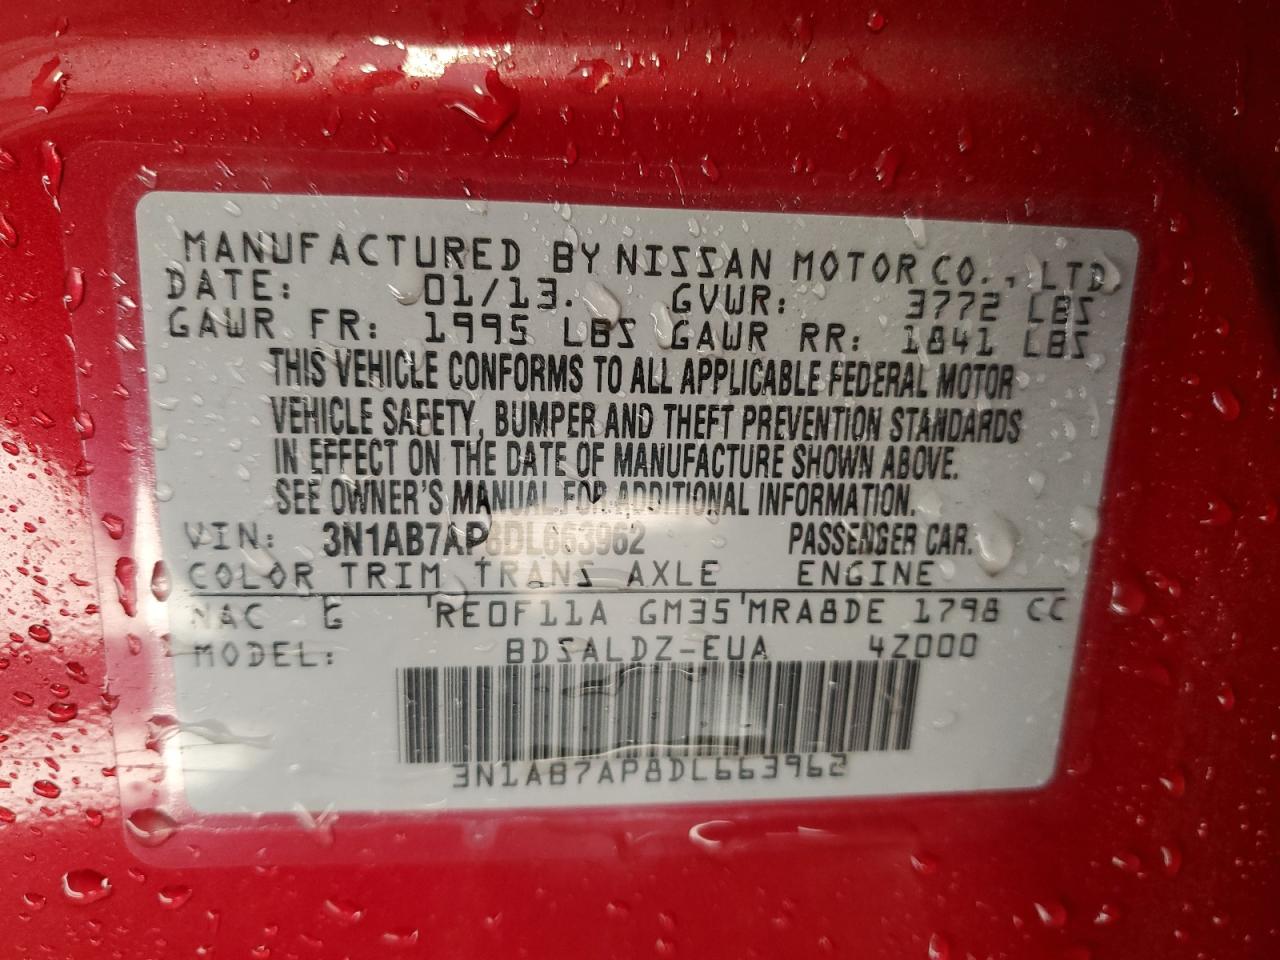 MANUFACTURED BY NISSAN MOTOR CO., LTD.
DATE: 01/13. GVWR: 3772 LBS
GAWR FR: 1995 LBS GAWR RR: 1841 LBS
THIS VEHICLE CONFORMS TO ALL APPLICABLE FEDERAL MOTOR
VEHICLE SAFETY, BUMPER AND THEFT PREVENTION STANDARDS
IN EFFECT ON THE DATE OF MANUFACTURE SHOWN ABOVE.
SEE OWNER'S MANUAL FOR ADDITIONAL INFORMATION.
VIN: 3N1AB7AP8DL663962 PASSENGER CAR.
COLOR TRIM TRANS AXLE ENGINE
NAC G 'RE0F11A GM35'MRA8DE 1798 CC
MODEL: BDSALDZ-EUA 4Z000
3N1AB7AP8DL663962